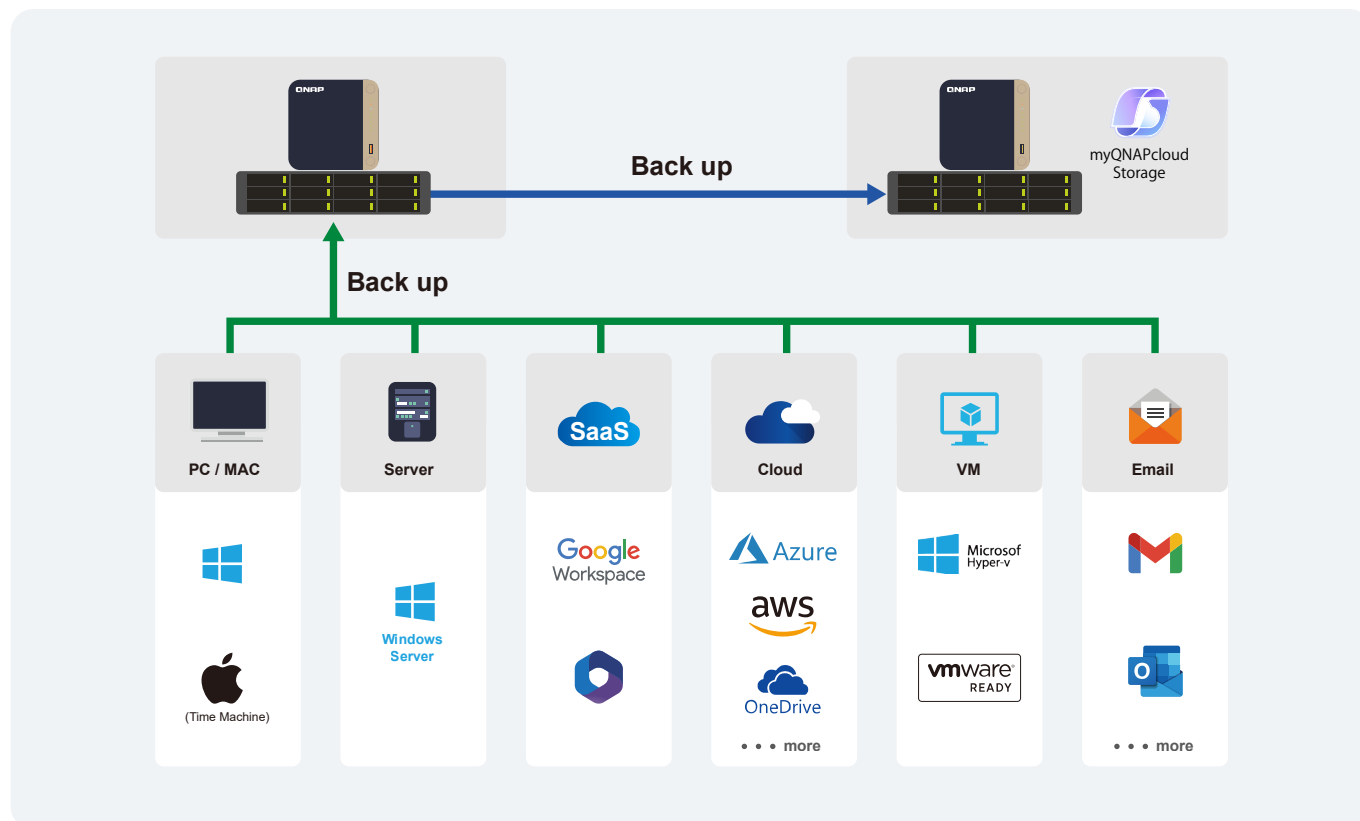 QNAP
QNAP
myQNAPcloud
Storage
Back up
Back up
PC / MAC
Server
SaaS
Cloud
VM
Email
(Time Machine)
Windows
Server
Google
Workspace
Azure
aws
OneDrive
• • • more
Microsof
Hyper-v
vmware®
READY
O
• • • more